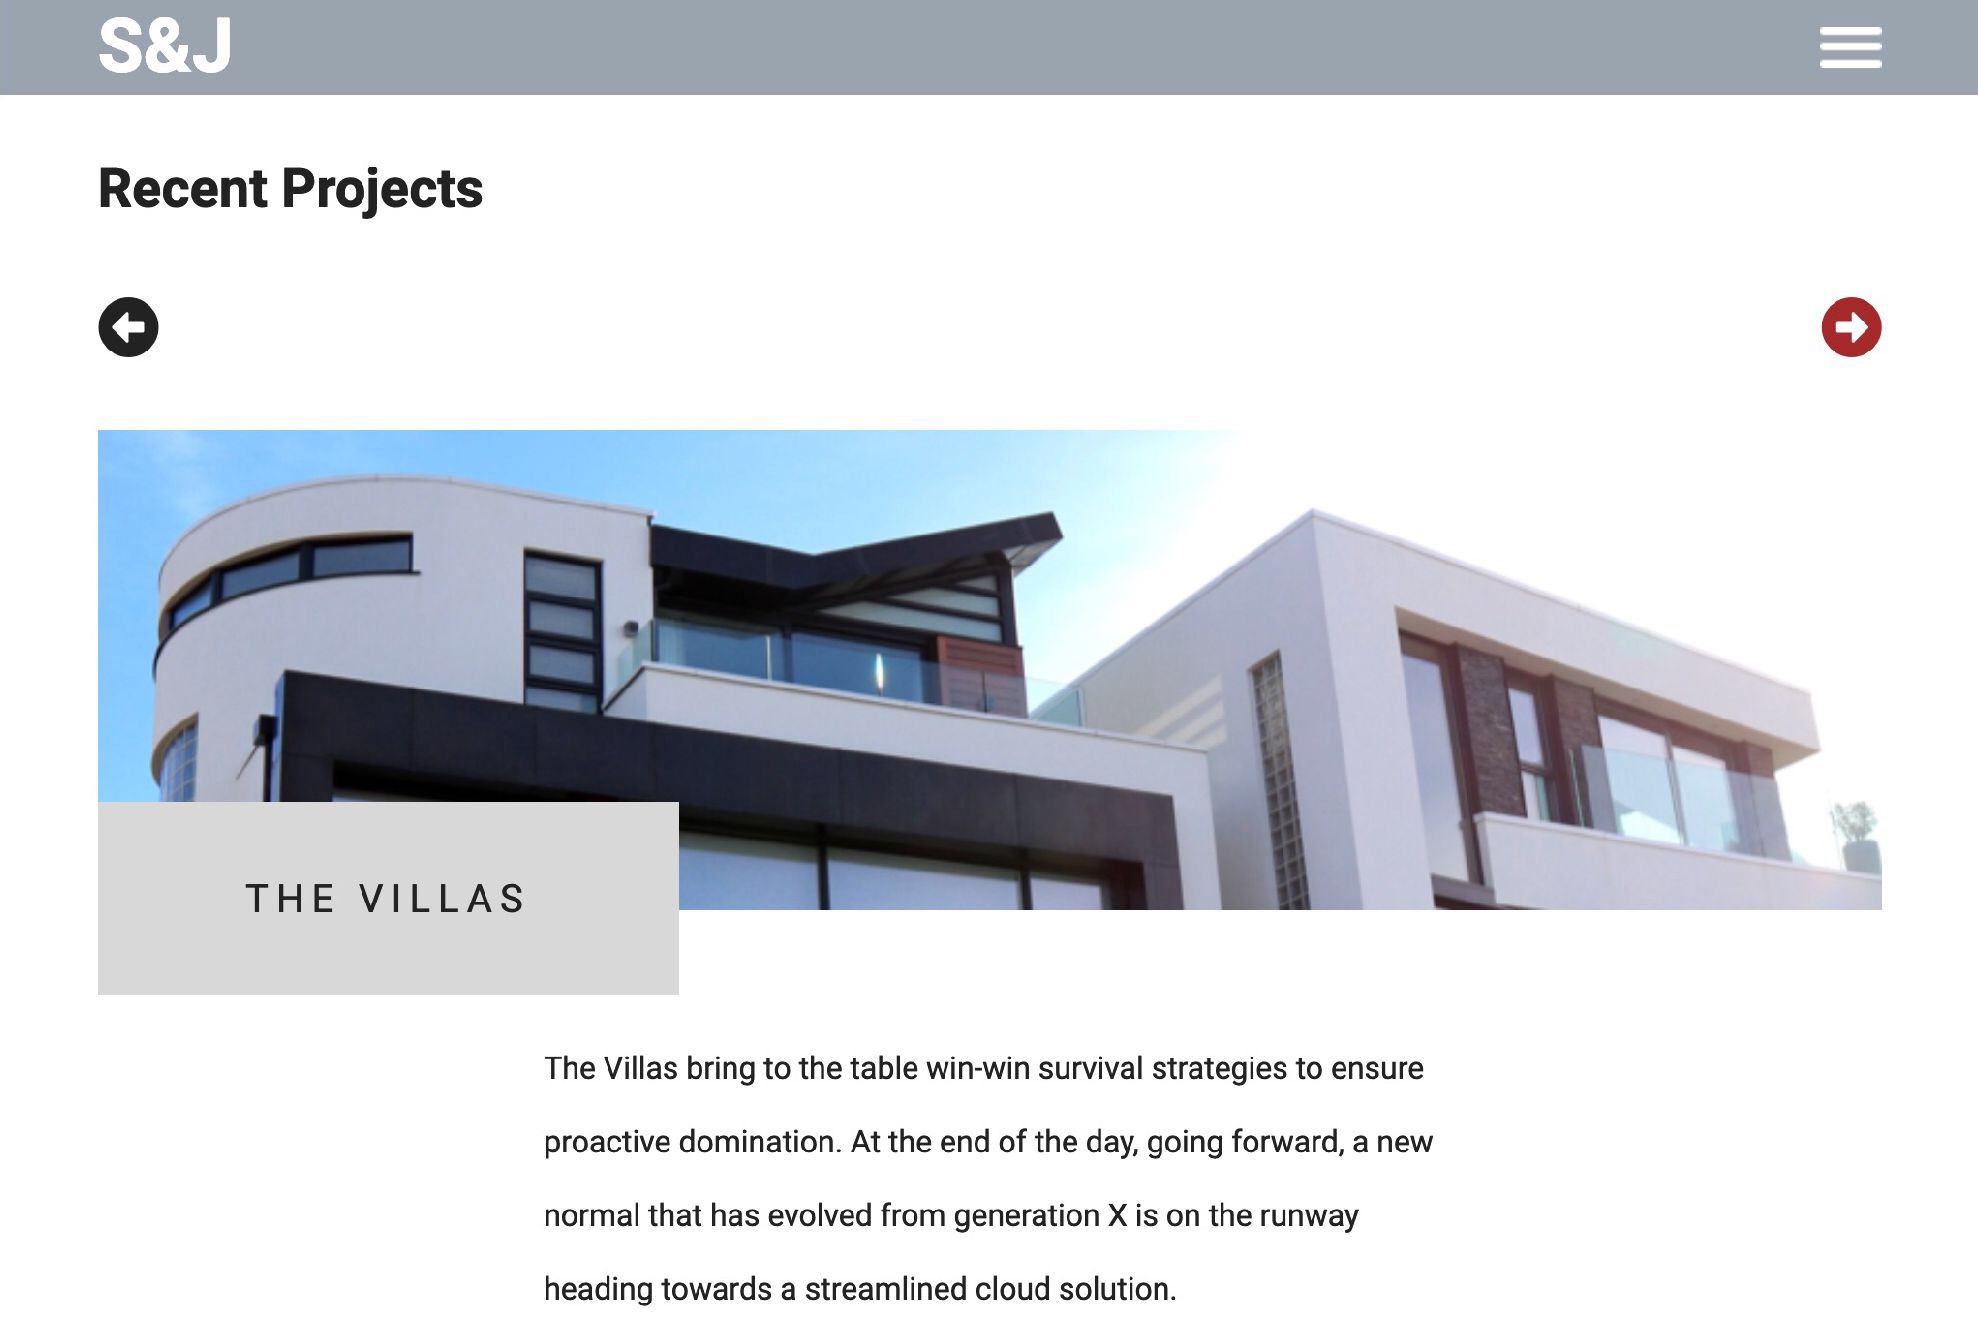 S&J
Recent Projects
THE VILLAS
The Villas bring to the table win-win survival strategies to ensure
proactive domination. At the end of the day, going forward, a new
normal that has evolved from generation X is on the runway
heading towards a streamlined cloud solution.